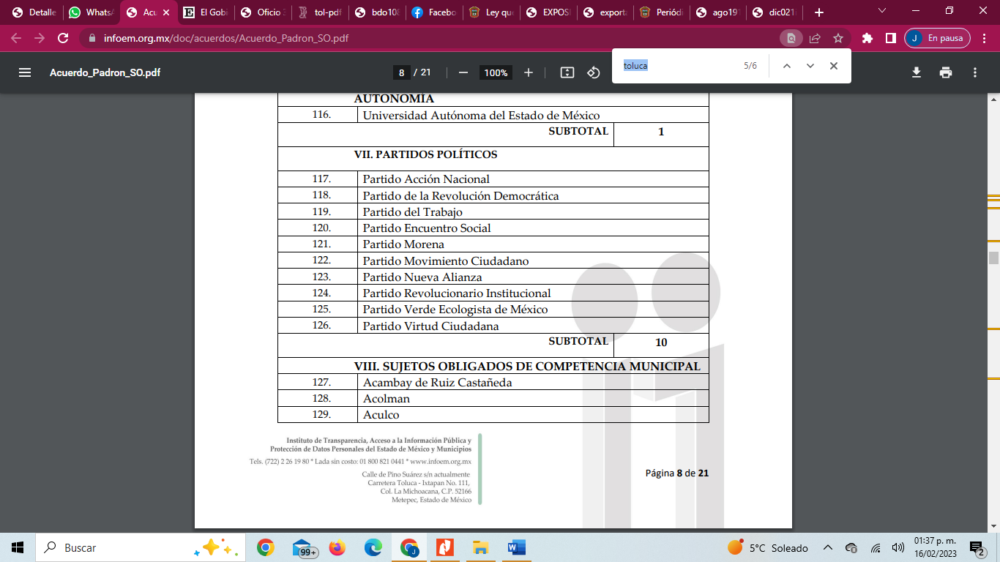 Detalle
WhatsA
Acu
El Gobi
Oficio
tol-pdf
bdo108
Facebo
Ley que
EXPOSI
exporta
Periódi
ago191
dic021
infoem.org.mx/doc/acuerdos/Acuerdo_Padron_SO.pdf
J En pausa
Acuerdo_Padron_SO.pdf
8 / 21
100%
toluca 5/6
AUTONOMÍA
116. Universidad Autónoma del Estado de México
SUBTOTAL 1
VII. PARTIDOS POLÍTICOS
117. Partido Acción Nacional
118. Partido de la Revolución Democrática
119. Partido del Trabajo
120. Partido Encuentro Social
121. Partido Morena
122. Partido Movimiento Ciudadano
123. Partido Nueva Alianza
124. Partido Revolucionario Institucional
125. Partido Verde Ecologista de México
126. Partido Virtud Ciudadana
SUBTOTAL 10
VIII. SUJETOS OBLIGADOS DE COMPETENCIA MUNICIPAL
127. Acambay de Ruiz Castañeda
128. Acolman
129. Aculco
Instituto de Transparencia, Acceso a la Información Pública y
Protección de Datos Personales del Estado de México y Municipios
Tels. (722) 2 26 19 80 * Lada sin costo: 01 800 821 0441 * www.infoem.org.mx
Calle de Pino Suárez s/n actualmente
Carretera Toluca - Ixtapan No. 111,
Col. La Michoacana, C.P. 52166
Metepec, Estado de México
Página 8 de 21
Buscar
99+
5°C Soleado
01:37 p. m.
16/02/2023
2